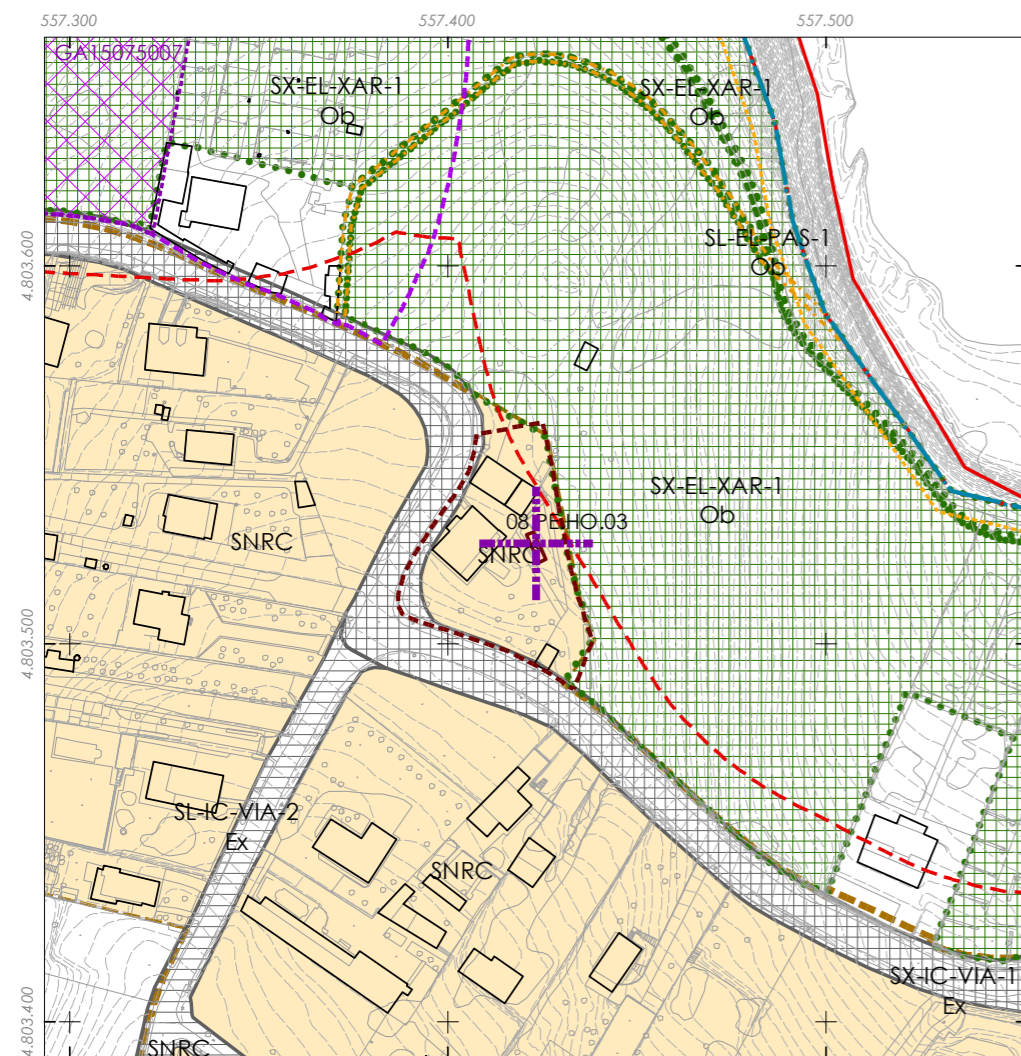 557.300
557.400
557.500
GA15075007
SX-EL-XAR-1
Ob
SX-EL-XAR-1
Ob
SL-EL-PAS-1
Ob
4.803.600
SX-EL-XAR-1
Ob
08.PE.HO.03
SNRC
SNRC
4.803.500
SL-IC-VIA-2
Ex
SNRC
SX-IC-VIA-1
Ex
4.803.400
SNRC